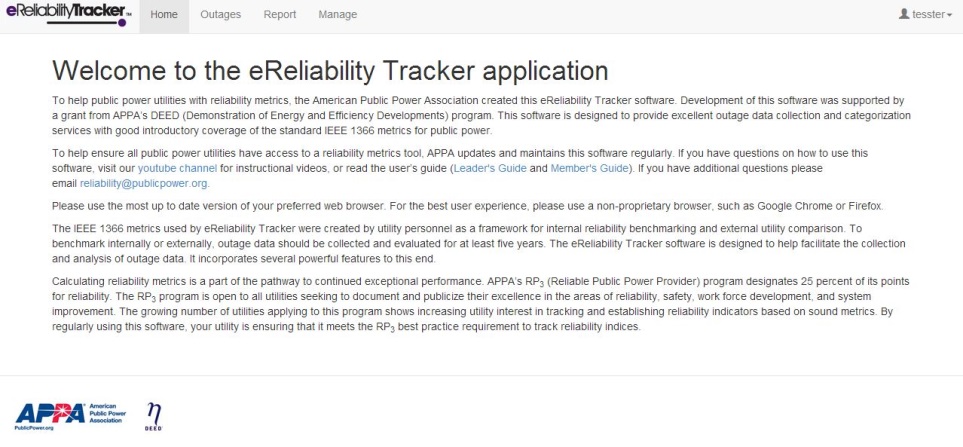 eReliabilityTracker™ Home Outages Report Manage tesster
Welcome to the eReliability Tracker application
To help public power utilities with reliability metrics, the American Public Power Association created this eReliability Tracker software. Development of this software was supported by
a grant from APPA's DEED (Demonstration of Energy and Efficiency Developments) program. This software is designed to provide excellent outage data collection and categorization
services with good introductory coverage of the standard IEEE 1366 metrics for public power.
To help ensure all public power utilities have access to a reliability metrics tool, APPA updates and maintains this software regularly. If you have questions on how to use this
software, visit our youtube channel for instructional videos, or read the user's guide (Leader's Guide and Member's Guide). If you have additional questions please
email reliability@publicpower.org.
Please use the most up to date version of your preferred web browser. For the best user experience, please use a non-proprietary browser, such as Google Chrome or Firefox.
The IEEE 1366 metrics used by eReliability Tracker were created by utility personnel as a framework for internal reliability benchmarking and external utility comparison. To
benchmark internally or externally, outage data should be collected and evaluated for at least five years. The eReliability Tracker software is designed to help facilitate the collection
and analysis of outage data. It incorporates several powerful features to this end.
Calculating reliability metrics is a part of the pathway to continued exceptional performance. APPA's RP3 (Reliable Public Power Provider) program designates 25 percent of its points
for reliability. The RP3 program is open to all utilities seeking to document and publicize their excellence in the areas of reliability, safety, work force development, and system
improvement. The growing number of utilities applying to this program shows increasing utility interest in tracking and establishing reliability indicators based on sound metrics. By
regularly using this software, your utility is ensuring that it meets the RP3 best practice requirement to track reliability indices.
APPA
American
Public Power
Association
PublicPower.org
DEED